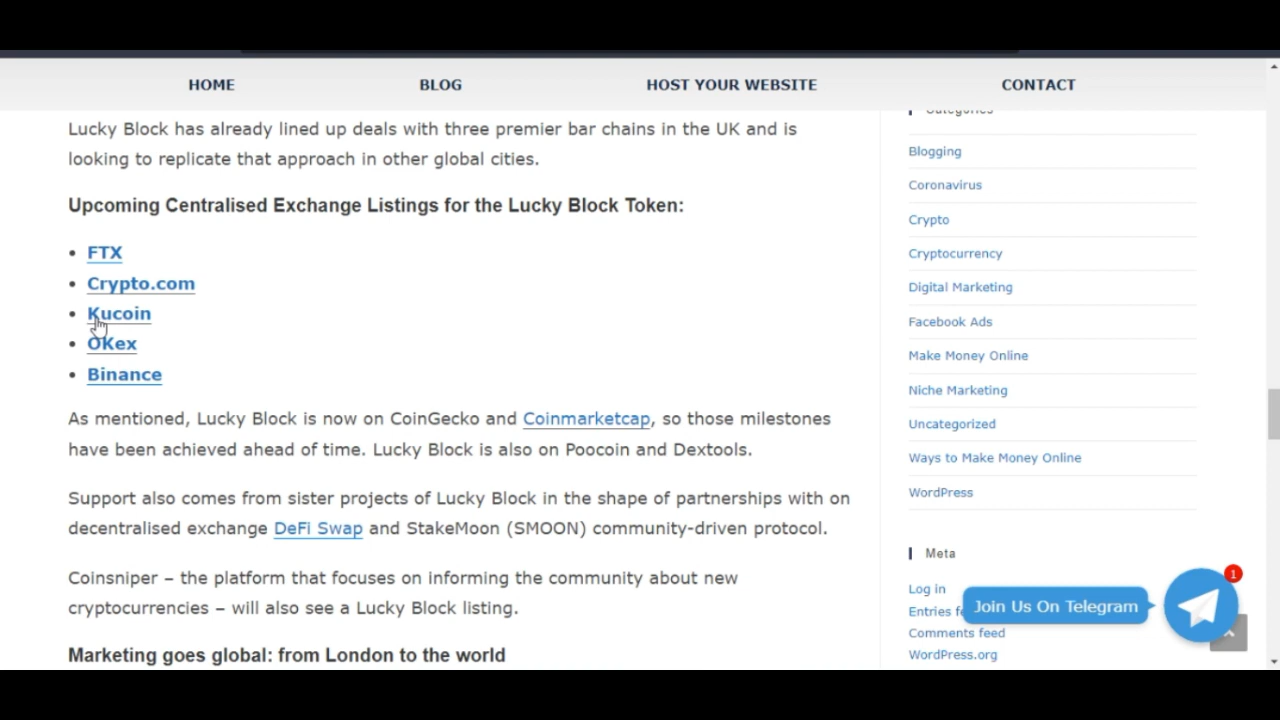 HOME BLOG HOST YOUR WEBSITE CONTACT
Lucky Block has already lined up deals with three premier bar chains in the UK and is
looking to replicate that approach in other global cities.
Upcoming Centralised Exchange Listings for the Lucky Block Token:
• FTX
• Crypto.com
• Kucoin
• OKex
• Binance
As mentioned, Lucky Block is now on CoinGecko and Coinmarketcap, so those milestones
have been achieved ahead of time. Lucky Block is also on Poocoin and Dextools.
Support also comes from sister projects of Lucky Block in the shape of partnerships with on
decentralised exchange DeFi Swap and StakeMoon (SMOON) community-driven protocol.
Coinsniper – the platform that focuses on informing the community about new
cryptocurrencies – will also see a Lucky Block listing.
Marketing goes global: from London to the world
Categories
Blogging
Coronavirus
Crypto
Cryptocurrency
Digital Marketing
Facebook Ads
Make Money Online
Niche Marketing
Uncategorized
Ways to Make Money Online
WordPress
Meta
Log in
Entries
Comments feed
WordPress.org
Join Us On Telegram
1